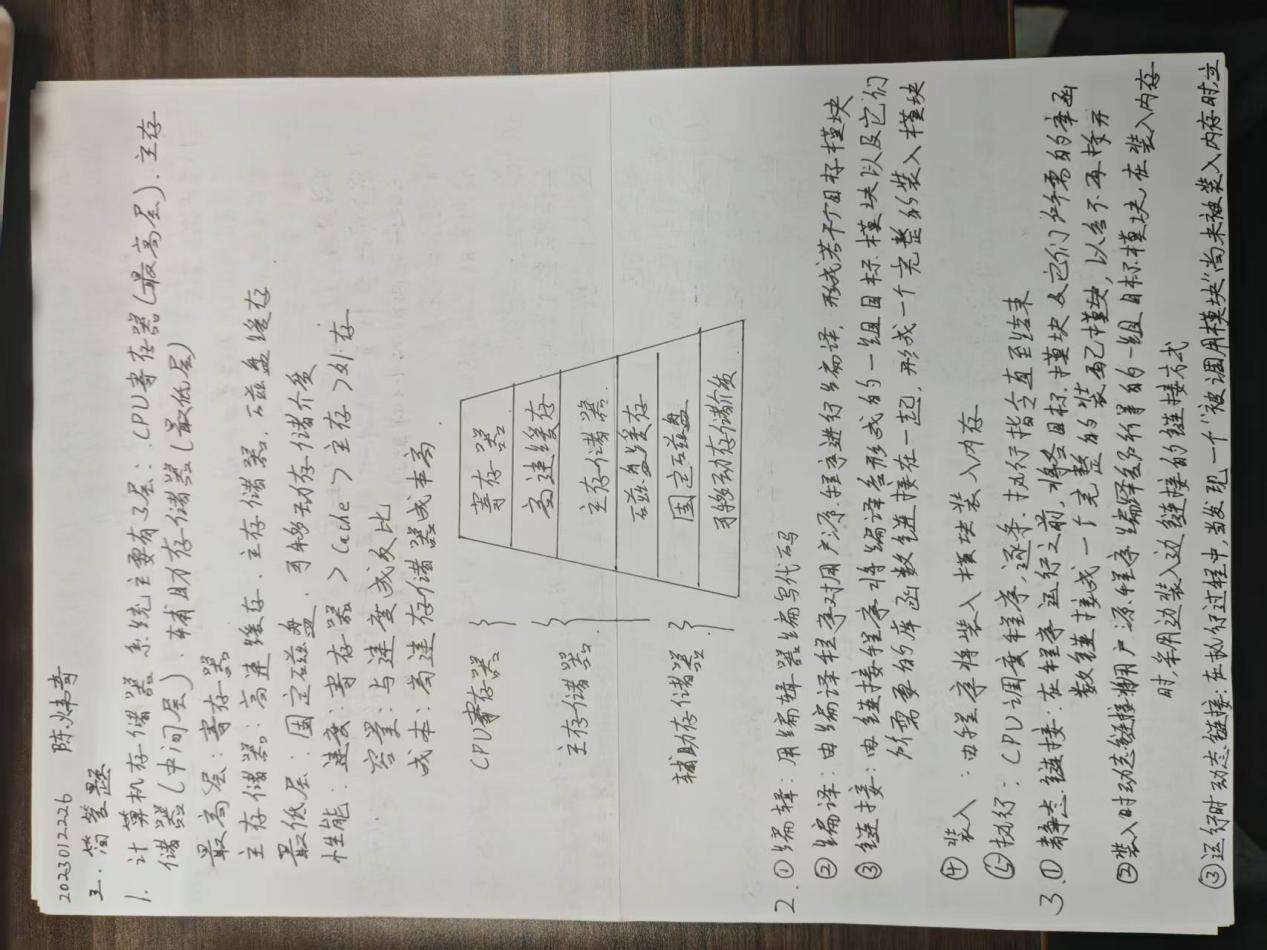 2023012226 陈炜奇
三. 简答题
1. 计算机存储器系统主要有3层: CPU寄存器(最高层). 主存
储器(中间层). 辅助存储器(最低层)
最高层: 寄存器
主存储器: 高速缓存. 主存储器. 磁盘缓存
最低层: 固定磁盘. 可移动存储介质
性能: 速度: 寄存器 > Cache > 主存 > 外存
容量: 与速度成反比
成本: 高速存储器成本高.
CPU寄存器
寄存器
主存储器
高速缓存
主存储器
磁盘缓存
辅助存储器
固定磁盘
可移动存储介质
2. ①编辑: 用编辑器编写代码
②编译: 由编译程序对用户源程序进行编译, 形成若干个目标模块
③链接: 由链接程序将编译后形成的一组目标模块以及它们
所需要的库函数链接在一起, 形成一个完整的装入模块
④装入: 由程序将装入模块装入内存
⑤执行: CPU调度程序, 逐条执行指令直至结束
3. ①静态链接: 在程序运行之前, 将各目标模块及它们所需的库函
数链接成一个完整的装配模块, 以后不再拆开
②装入时动态链接: 将用户源程序编译后所得的一组目标模块, 在装入内存
时, 采用边装入边链接的链接方式
③运行时动态链接: 在执行过程中, 当发现一个被调用模块尚未被装入内存时, 立